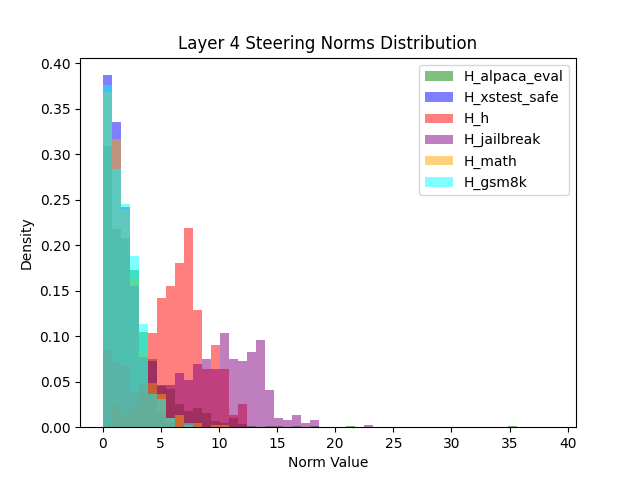 Layer 4 Steering Norms Distribution
Density
0.40
0.35
0.30
0.25
0.20
0.15
0.10
0.05
0.00
H_alpaca_eval
H_xstest_safe
H_h
H_jailbreak
H_math
H_gsm8k
0 5 10 15 20 25 30 35 40
Norm Value